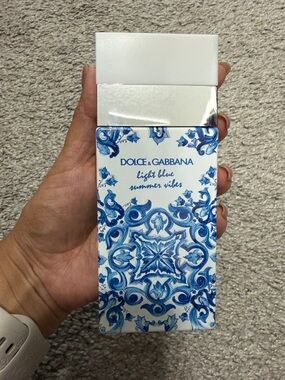 DOLCE & GABBANA
light blue
summer vibes